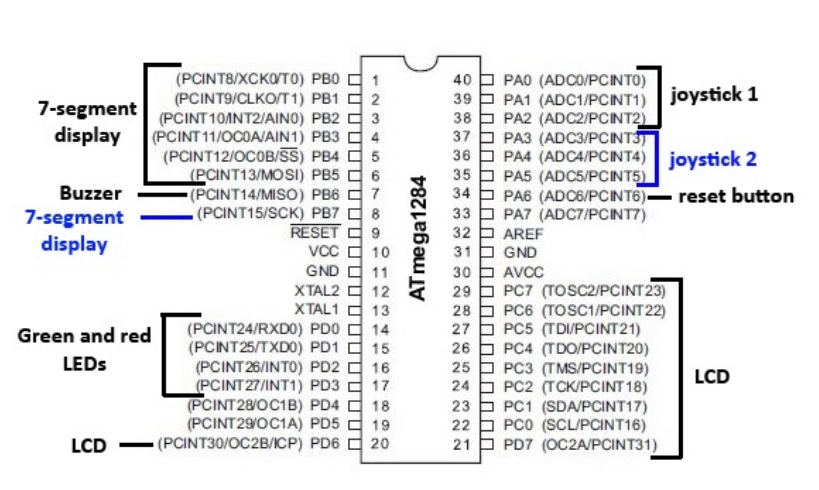 (PCINT8/XCK0/T0) PB0 1 40 PA0 (ADC0/PCINT0)
(PCINT9/CLKO/T1) PB1 2 39 PA1 (ADC1/PCINT1) joystick 1
7-segment
display
(PCINT10/INT2/AIN0) PB2 3 38 PA2 (ADC2/PCINT2)
(PCINT11/OC0A/AIN1) PB3 4 37 PA3 (ADC3/PCINT3)
(PCINT12/OC0B/SS) PB4 5 36 PA4 (ADC4/PCINT4) joystick 2
(PCINT13/MOSI) PB5 6 35 PA5 (ADC5/PCINT5)
Buzzer (PCINT14/MISO) PB6 7 34 PA6 (ADC6/PCINT6) reset button
7-segment
display
(PCINT15/SCK) PB7 8 33 PA7 (ADC7/PCINT7)
RESET 9 32 AREF
VCC 10 31 GND
GND 11 30 AVCC
XTAL2 12 29 PC7 (TOSC2/PCINT23)
XTAL1 13 28 PC6 (TOSC1/PCINT22)
Green and red
LEDs
(PCINT24/RXD0) PD0 14 27 PC5 (TDI/PCINT21)
(PCINT25/TXD0) PD1 15 26 PC4 (TDO/PCINT20)
(PCINT26/INT0) PD2 16 25 PC3 (TMS/PCINT19) LCD
(PCINT27/INT1) PD3 17 24 PC2 (TCK/PCINT18)
(PCINT28/OC1B) PD4 18 23 PC1 (SDA/PCINT17)
(PCINT29/OC1A) PD5 19 22 PC0 (SCL/PCINT16)
LCD (PCINT30/OC2B/ICP) PD6 20 21 PD7 (OC2A/PCINT31)
ATmega1284